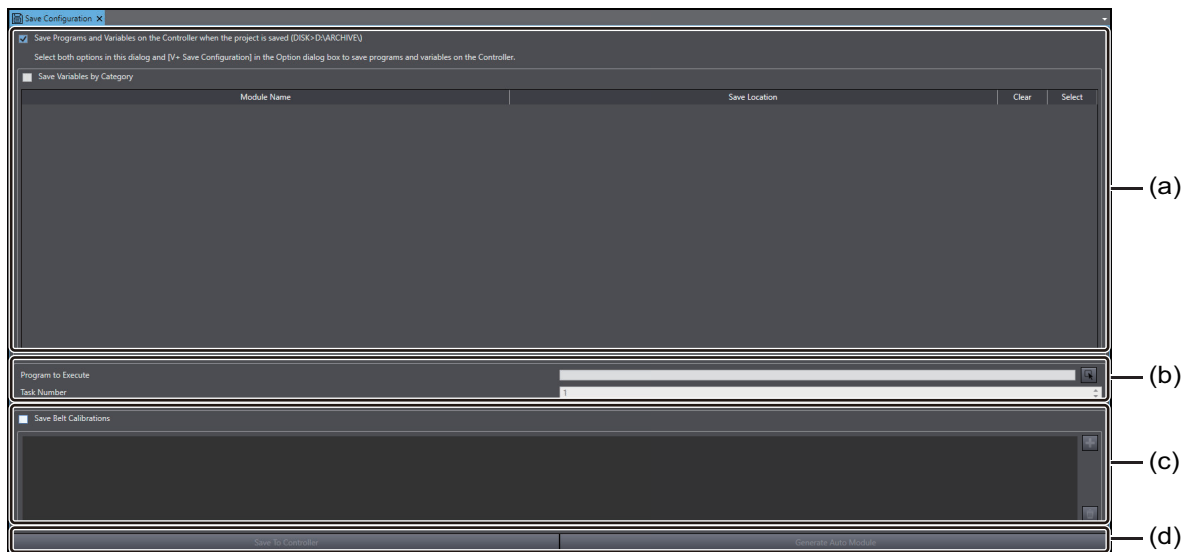 Save Configuration
Save Programs and Variables on the Controller when the project is saved (DISK>D:\ARCHIVE\)
Select both options in this dialog and [V+ Save Configuration] in the Option dialog box to save programs and variables on the Controller.
Save Variables by Category
Module Name Save Location Clear Select
(a)
Program to Execute
(b)
Task Number 1
Save Belt Calibrations
(c)
Save To Controller Generate Auto Module
(d)